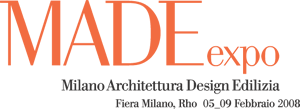 MADE expo
Milano Architettura Design Edilizia
Fiera Milano, Rho 05_09 Febbraio 2008